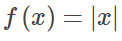 f(x) = |x|